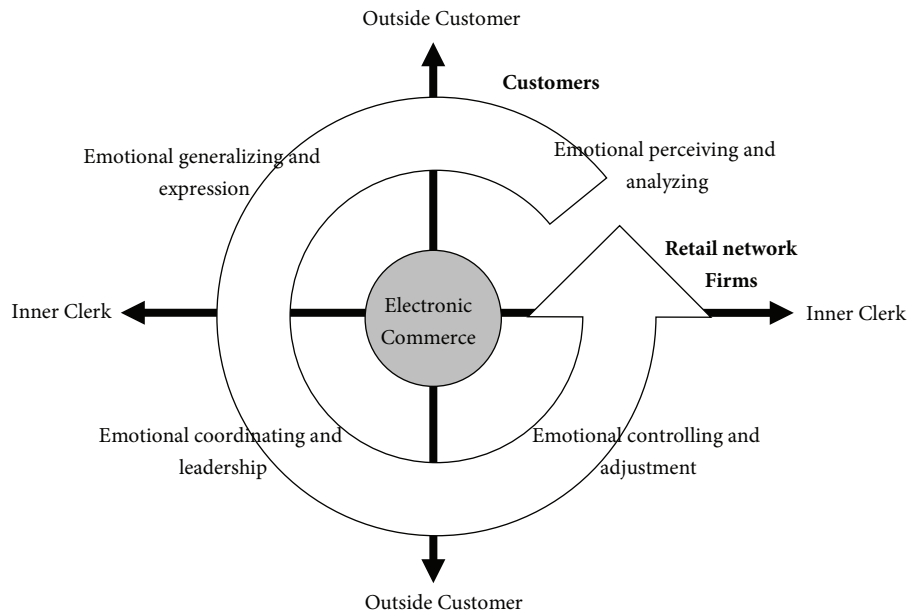 Outside Customer
Customers
Emotional generalizing and
expression
Emotional perceiving and
analyzing
Retail network
Firms
Inner Clerk
Electronic
Commerce
Inner Clerk
Emotional coordinating and
leadership
Emotional controlling and
adjustment
Outside Customer